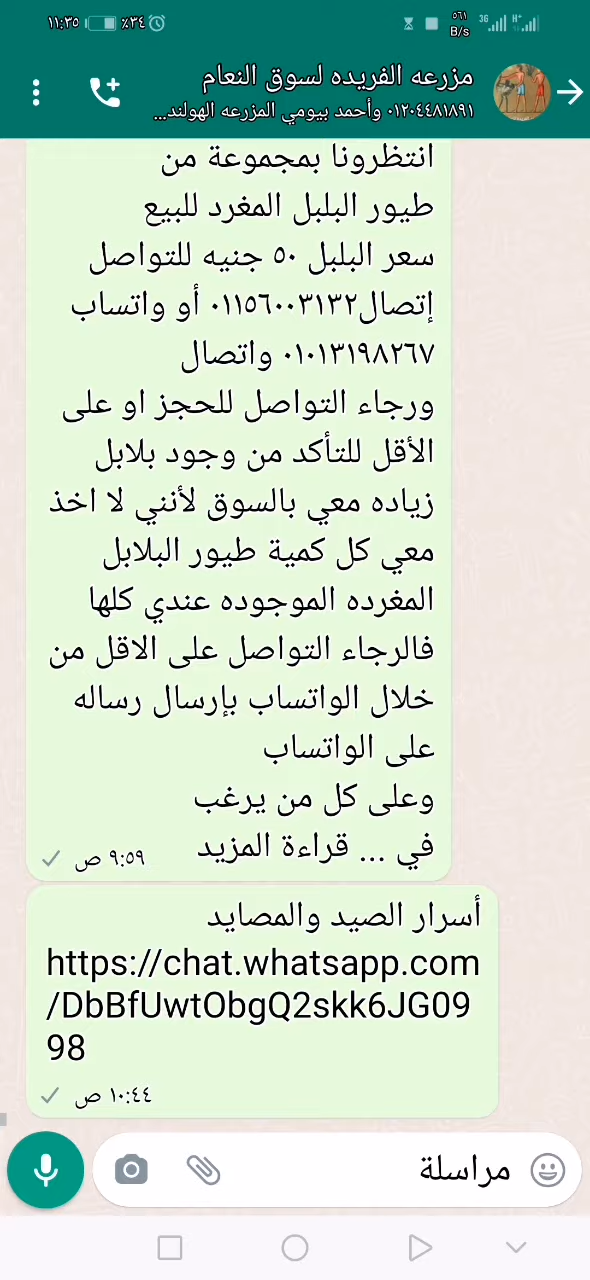 ١١:٣٥ ٪٣٤ ٥٦١ B/s 3G H+
مزرعه الفريده لسوق النعام
٠١٢٠٤٤٨١٨٩١ وأحمد بيومي المزرعه الهولند...
انتظرونا بمجموعة من
طيور البلبل المغرد للبيع
سعر البلبل ٥٠ جنيه للتواصل
إتصال٠١١٥٦٠٠٣١٣٢ أو واتساب
٠١٠١٣١٩٨٢٦٧ واتصال
ورجاء التواصل للحجز او على
الأقل للتأكد من وجود بلابل
زياده معي بالسوق لأنني لا اخذ
معي كل كمية طيور البلابل
المغرده الموجوده عندي كلها
فالرجاء التواصل على الاقل من
خلال الواتساب بإرسال رساله
على الواتساب
وعلى كل من يرغب
في ... قراءة المزيد
٩:٥٩ ص
أسرار الصيد والمصايد
https://chat.whatsapp.com
/DbBfUwtObgQ2skk6JG09
98
١٠:٤٤ ص
مراسلة